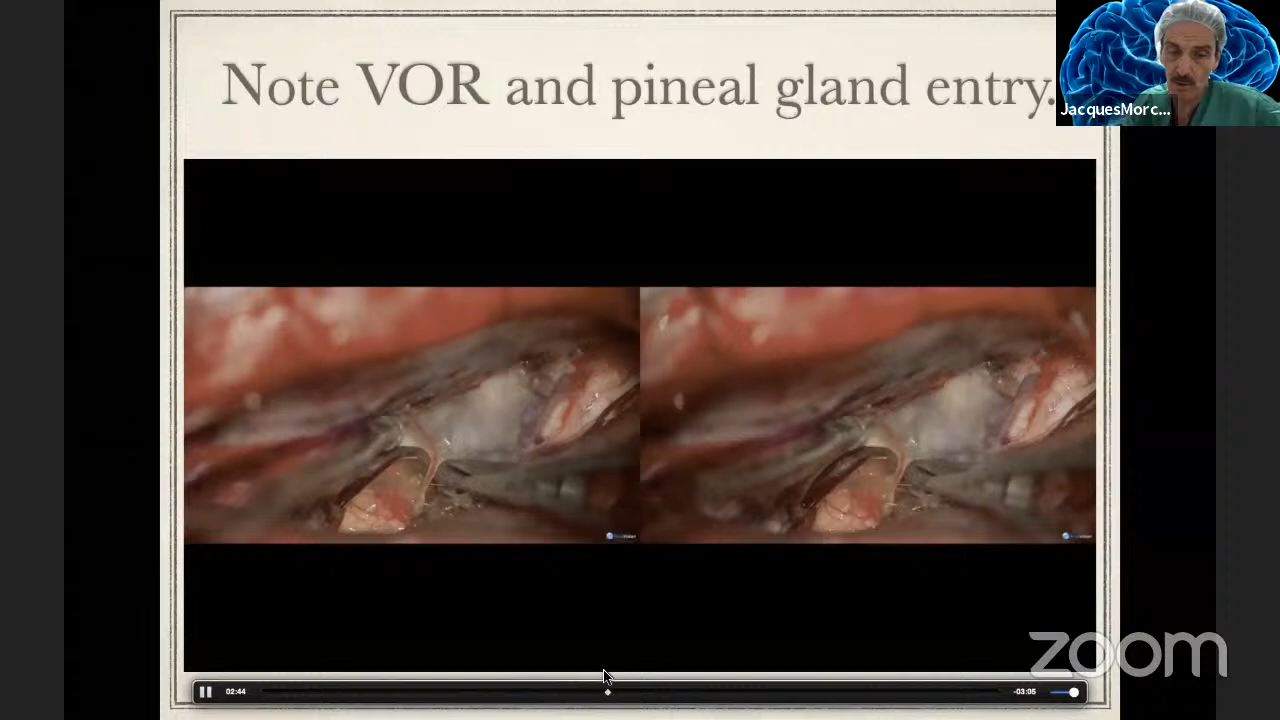 Note VOR and pineal gland entry.
JacquesMorc...
zoom
02:44
-03:05